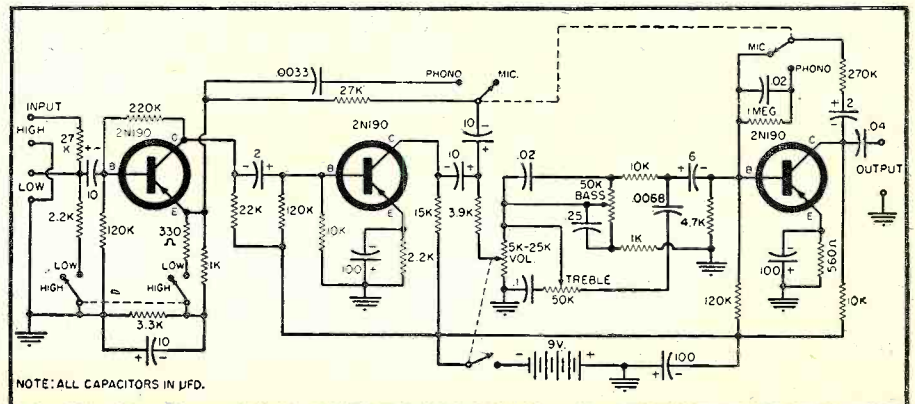 INPUT
HIGH
LOW
27
K
+ -
10
2.2K
LOW
HIGH
120K
220K
2N190
B
C
E
330
Ω
LOW
HIGH
1K
3.3K
+ 10 -
.0033
27K
PHONO
MIC.
- 2 +
22K
120K
10K
2N190
B
C
E
- 100 +
2.2K
15K
10
-
+
- 10 +
3.9K
.02
5K-25K
VOL.
50K
BASS
.25
10K
1K
.0068
.1
TREBLE
50K
+ 6 -
4.7K
- 9V. +
+ 100 -
MIC
PHONO
.02
1 MEG
270K
+ 2
-
.04
OUTPUT
2N190
B
C
E
120K
- 100 +
560Ω
10K
NOTE: ALL CAPACITORS IN μFD.